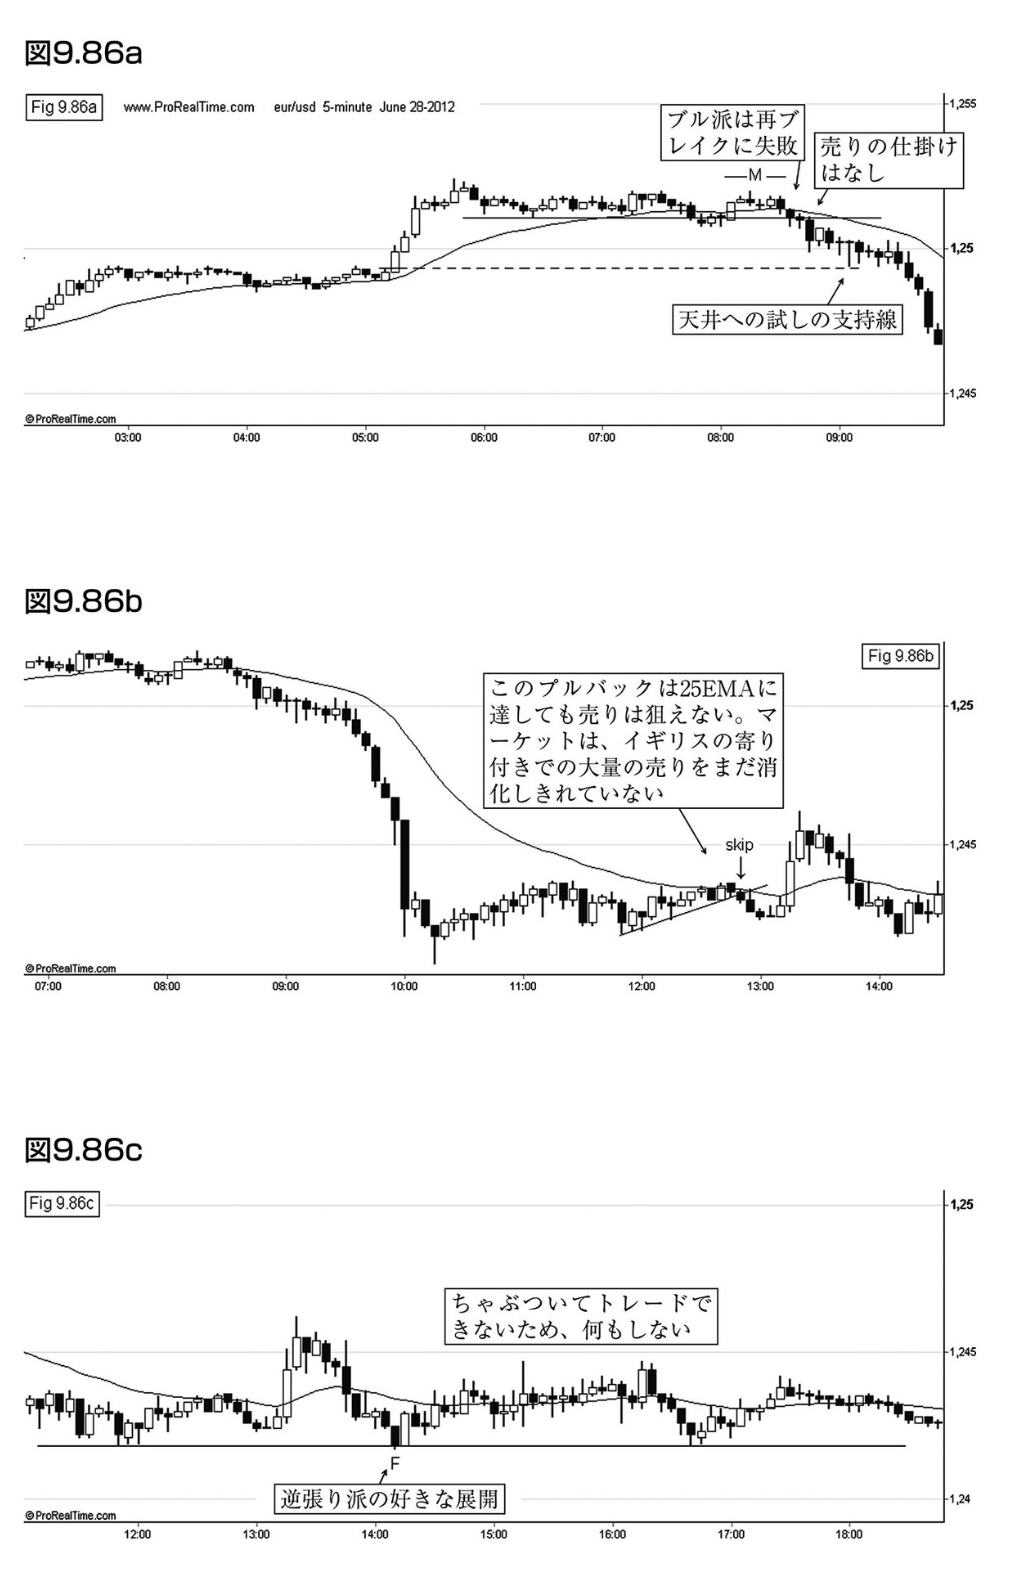 図9.86a
Fig 9.86a
www.ProRealTime.com eur/usd 5-minute June 28-2012
ブル派は再ブ
レイクに失敗
売りの仕掛け
はなし
M
天井への試しの支持線
1,255
1,25
1,245
©ProRealTime.com
03:00 04:00 05:00 06:00 07:00 08:00 09:00
図9.86b
Fig 9.86b
このプルバックは25EMAに
達しても売りは狙えない。マ
ーケットは、イギリスの寄り
付きでの大量の売りをまだ消
化しきれていない
skip
1,25
1,245
©ProRealTime.com
07:00 08:00 09:00 10:00 11:00 12:00 13:00 14:00
図9.86c
Fig 9.86c
ちゃぶついてトレードで
きないため、何もしない
F
逆張り派の好きな展開
1,25
1,245
1,24
©ProRealTime.com
12:00 13:00 14:00 15:00 16:00 17:00 18:00